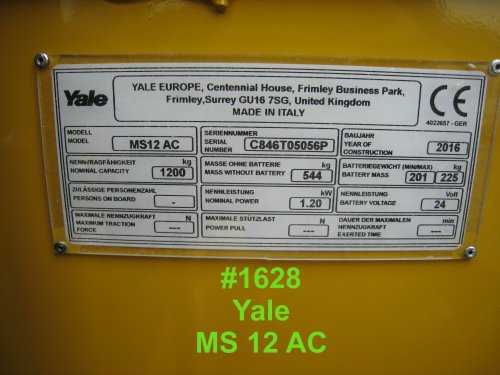 Yale
YALE EUROPE, Centennial House, Frimley Business Park,
Frimley,Surrey GU16 7SG, United Kingdom
MADE IN ITALY
CE
4022657 - GER
MODELL
MODEL
MS12 AC
SERIENNUMMER
SERIAL
NUMBER
C846T05056P
BAUJAHR
YEAR OF
CONSTRUCTION
2016
NENN(TRAGFÄHIGKEIT) kg
NOMINAL CAPACITY
1200
MASSE OHNE BATTERIE kg
MASS WITHOUT BATTERY
544
BATTERIEGEWICHT (MIN/MAX) kg
BATTERY MASS
201 225
ZULÄSSIGE PERSONENZAHL
PERSONS ON BOARD
-
NENNLEISTUNG kW
NOMINAL POWER
1.20
NENNLEISTUNG Volt
BATTERY VOLTAGE
24
MAXIMALE NENNZUGKRAFT N
MAXIMUM TRACTION
FORCE
---
MAXIMALE STÜTZLAST N
POWER PULL
---
DAUER DER MAXIMALEN min
NENNZUGKRAFT
EXERTED TIME
---
#1628
Yale
MS 12 AC